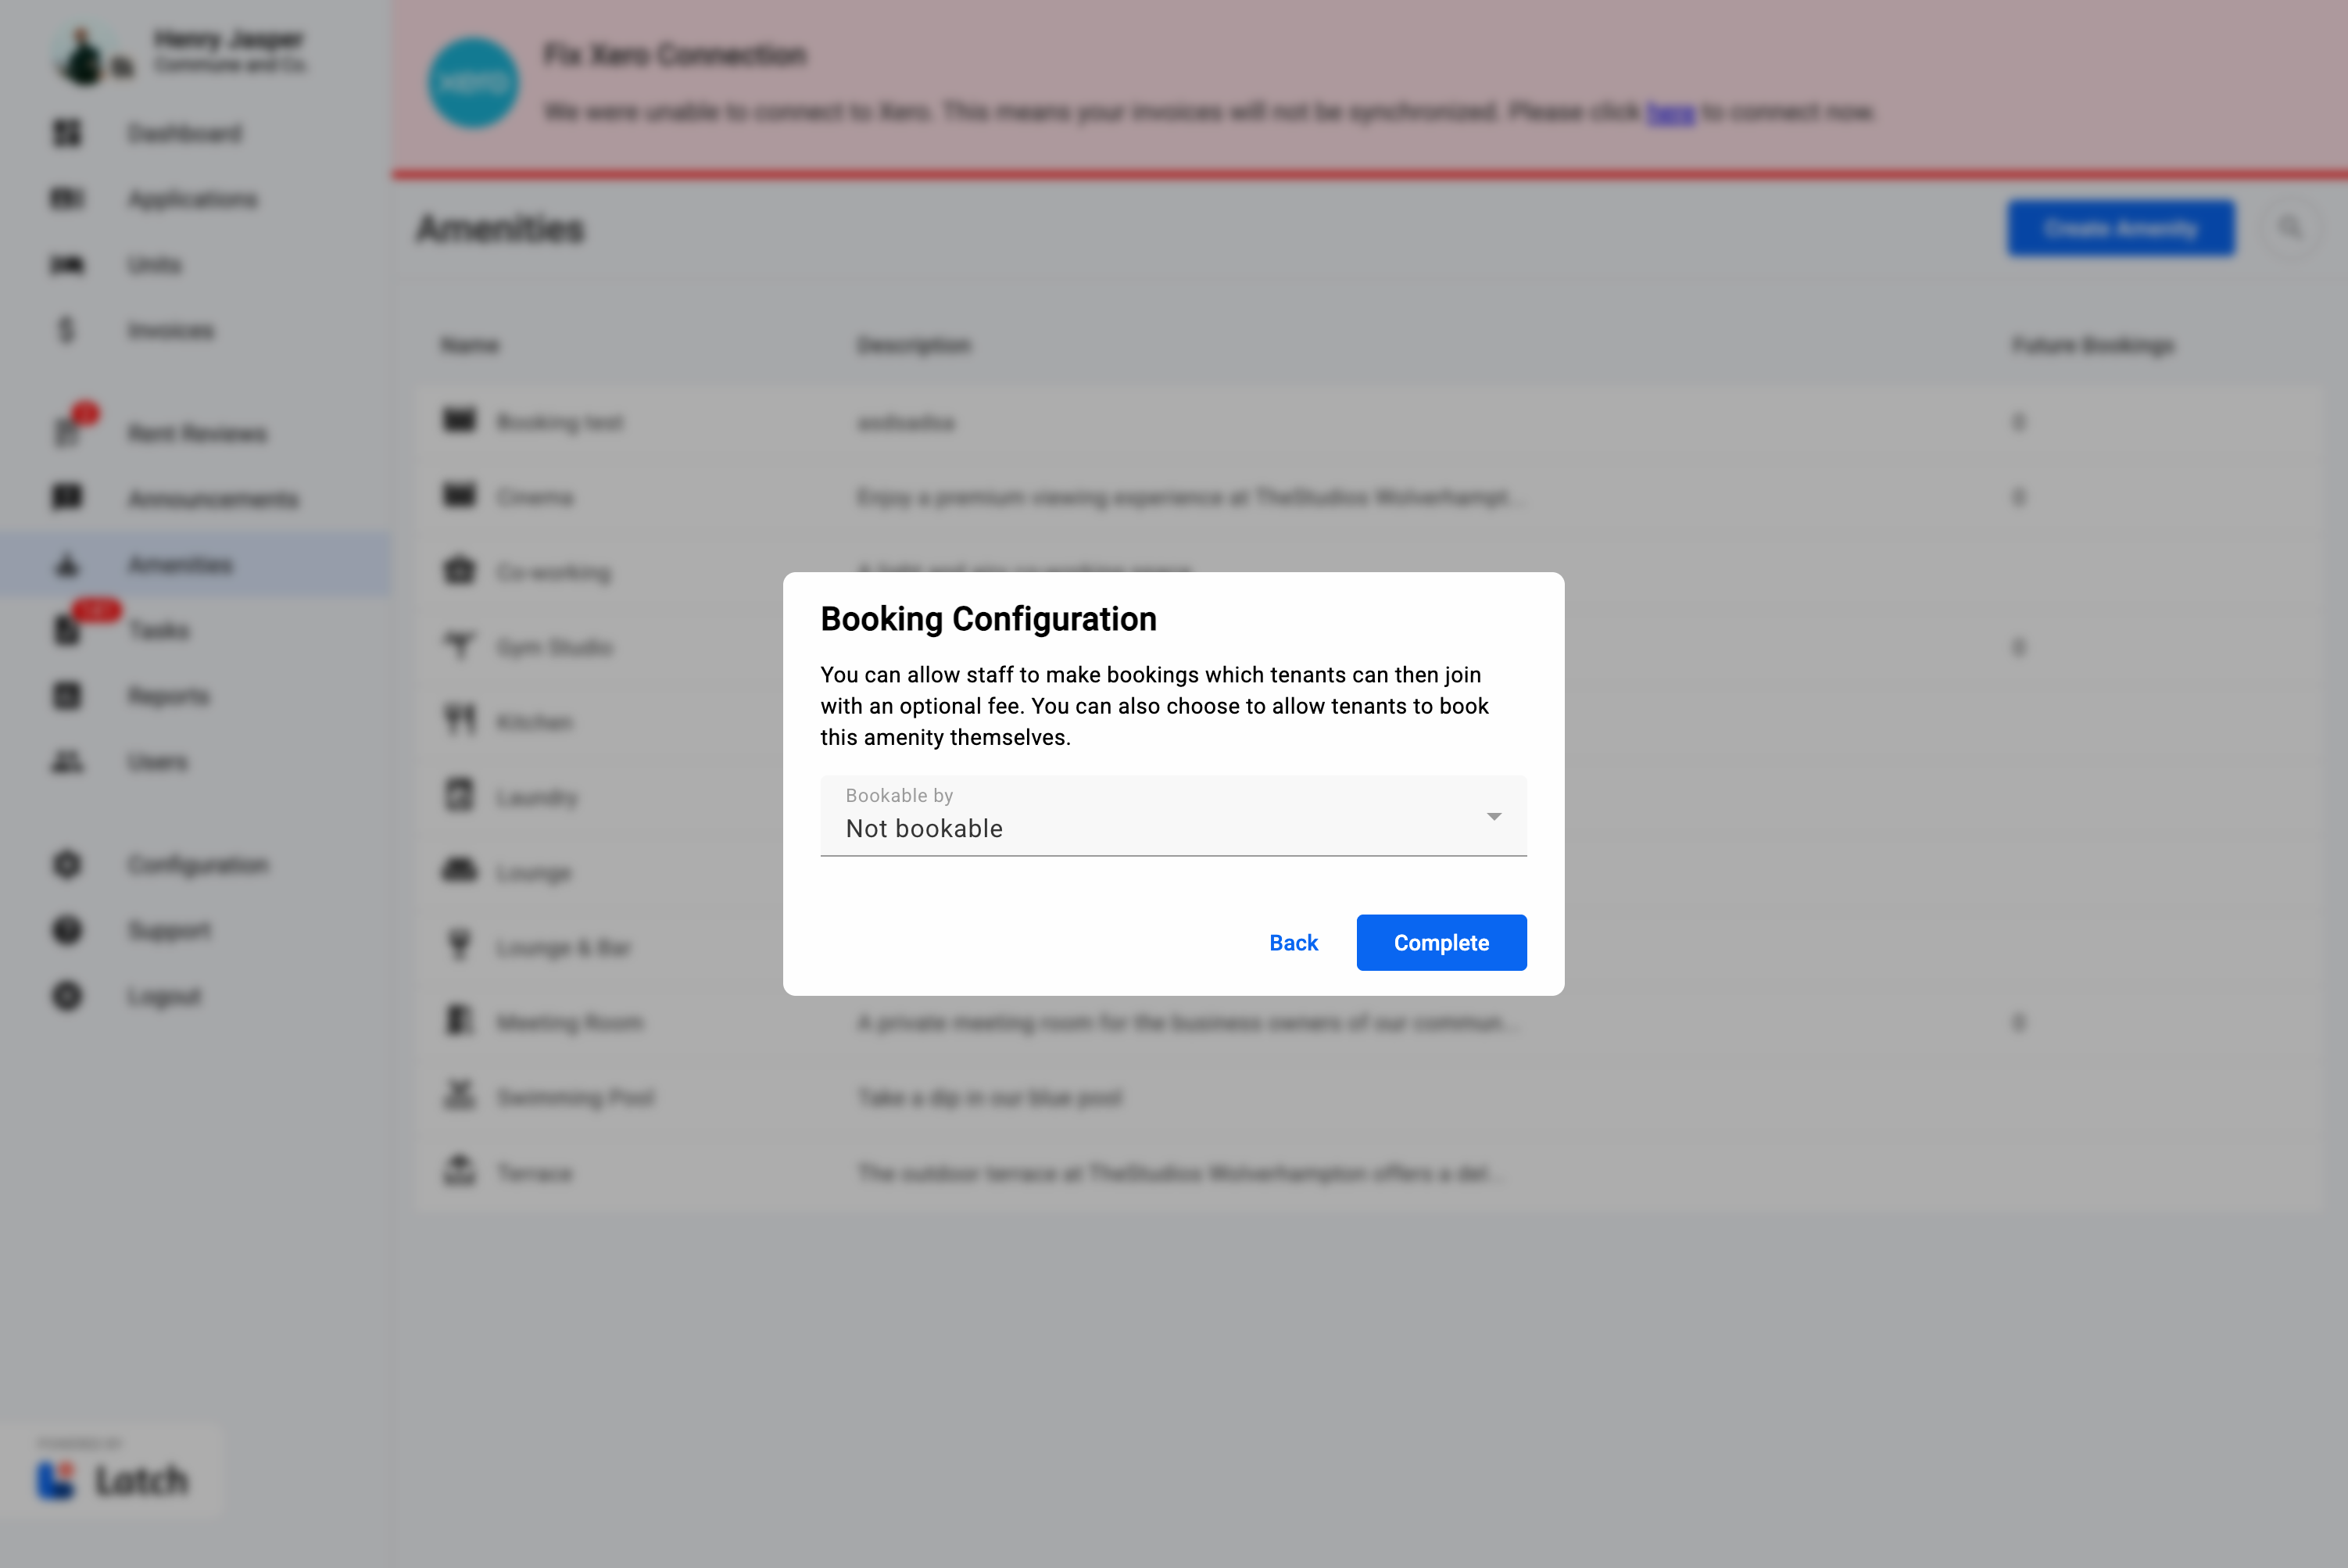 Henry Jasper
Commune and Co.
Dashboard
Applications
Units
Invoices
Rent Reviews
Announcements
Amenities
Tasks
Reports
Users
Configuration
Support
Logout
POWERED BY
Latch
xero
Fix Xero Connection
We were unable to connect to Xero. This means your invoices will not be synchronized. Please click here to connect now.
Amenities
Create Amenity
Name Description Future Bookings
Booking test asdsadsa 0
Cinema Enjoy a premium viewing experience at TheStudios Wolverhampt... 0
Co-working
Gym Studio 0
Kitchen
Laundry
Lounge
Lounge & Bar
Meeting Room A private meeting room for the business owners of our commun... 0
Swimming Pool Take a dip in our blue pool
Terrace The outdoor terrace at TheStudios Wolverhampton offers a del...
Booking Configuration
You can allow staff to make bookings which tenants can then join
with an optional fee. You can also choose to allow tenants to book
this amenity themselves.
Bookable by
Not bookable
Back
Complete